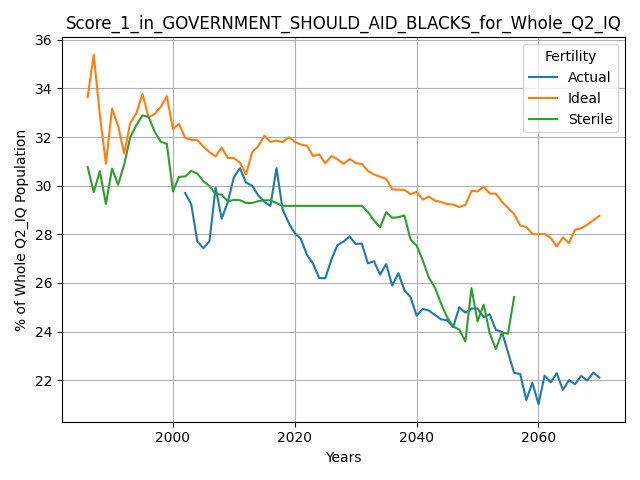 Score_1_in_GOVERNMENT_SHOULD_AID_BLACKS_for_Whole_Q2_IQ
Fertility
Actual
Ideal
Sterile
% of Whole Q2_IQ Population
36
34
32
30
28
26
24
22
2000 2020 2040 2060
Years